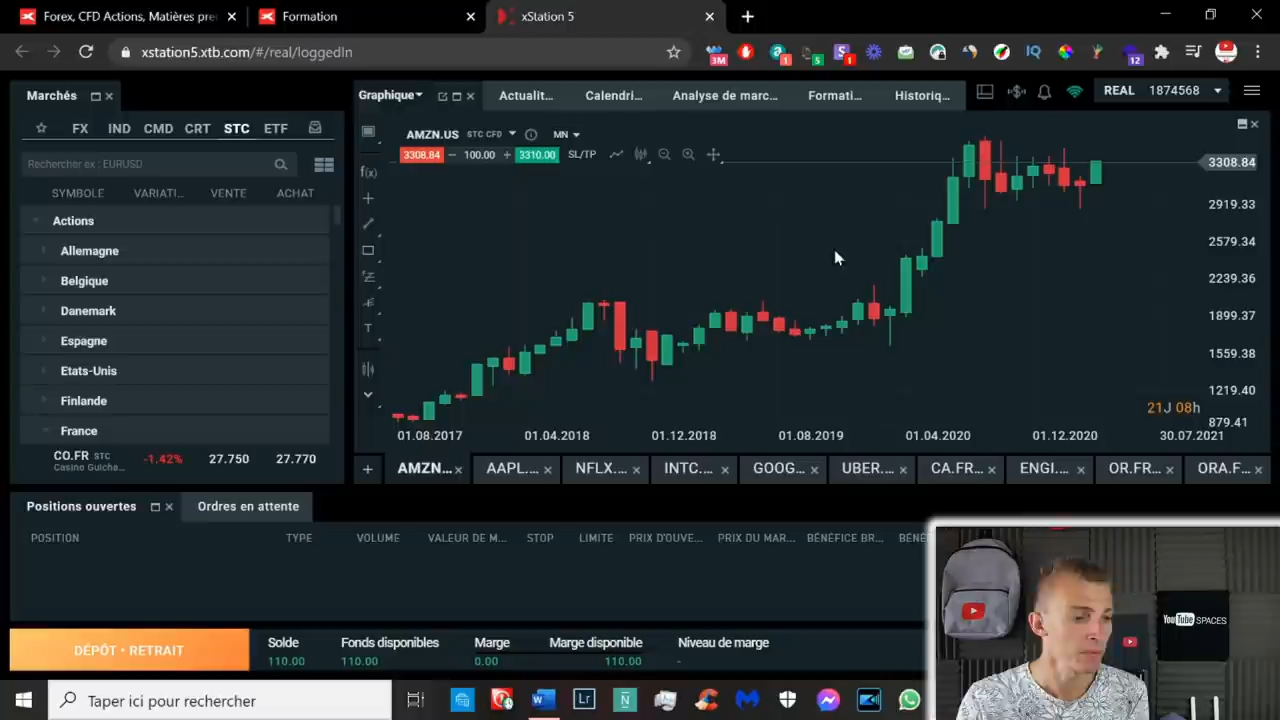 Forex, CFD Actions, Matières pre
Formation
xStation 5
xstation5.xtb.com/#/real/loggedIn
3M
1
5
1
IQ
12
Marchés
FX IND CMD CRT STC ETF
Rechercher ex : EURUSD
SYMBOLE VARIATI... VENTE ACHAT
Actions
Allemagne
Belgique
Danemark
Espagne
Etats-Unis
Finlande
France
CO.FR STC -1.42% 27.750 27.770
Casino Guicha...
Graphique Actualit... Calendri... Analyse de marc... Formati... Historiq...
REAL 1874568
AMZN.US STC CFD MN
3308.84 − 100.00 + 3310.00 SL/TP
f(x)
T
3308.84
2919.33
2579.34
2239.36
1899.37
1559.38
1219.40
879.41
21J 08h
01.08.2017 01.04.2018 01.12.2018 01.08.2019 01.04.2020 01.12.2020 30.07.2021
AMZN... AAPL.... NFLX.... INTC.... GOOG... UBER.... CA.FR... ENGI.... OR.FR... ORA.F...
Positions ouvertes Ordres en attente
POSITION TYPE VOLUME VALEUR DE M... STOP LIMITE PRIX D'OUVE... PRIX DU MAR... BÉNÉFICE BR... BÉNÉ
DÉPÔT • RETRAIT
Solde Fonds disponibles Marge Marge disponible Niveau de marge
110.00 110.00 0.00 110.00 -
YouTube SPACES
Taper ici pour rechercher
W
Lr
N